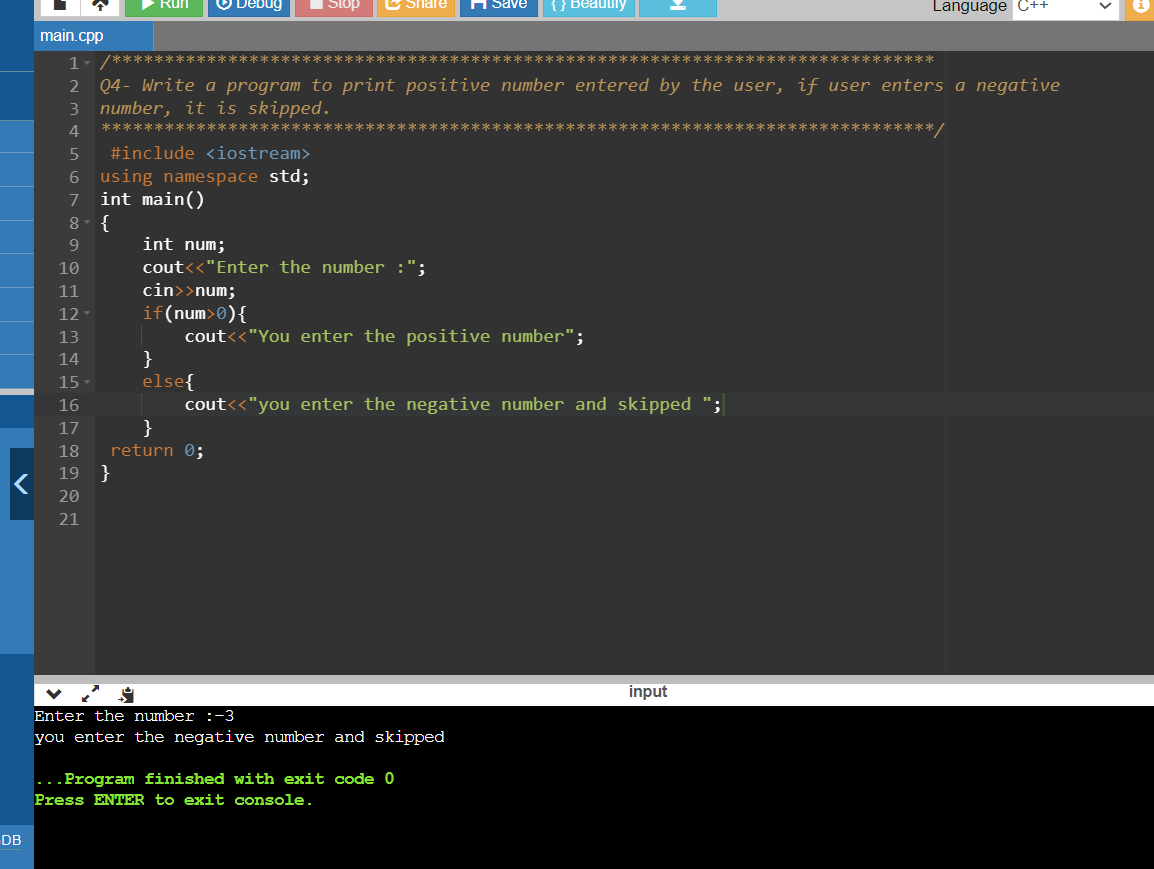 Run Debug Stop Share Save { } Beautify Language C++ i
main.cpp
1 /******************************************************************************
2 Q4- Write a program to print positive number entered by the user, if user enters a negative
3 number, it is skipped.
4 *******************************************************************************/
5 #include <iostream>
6 using namespace std;
7 int main()
8 {
9 int num;
10 cout<<"Enter the number :";
11 cin>>num;
12 if(num>0){
13 cout<<"You enter the positive number";
14 }
15 else{
16 cout<<"you enter the negative number and skipped ";
17 }
18 return 0;
19 }
20
21
input
Enter the number :-3
you enter the negative number and skipped
...Program finished with exit code 0
Press ENTER to exit console.
DB